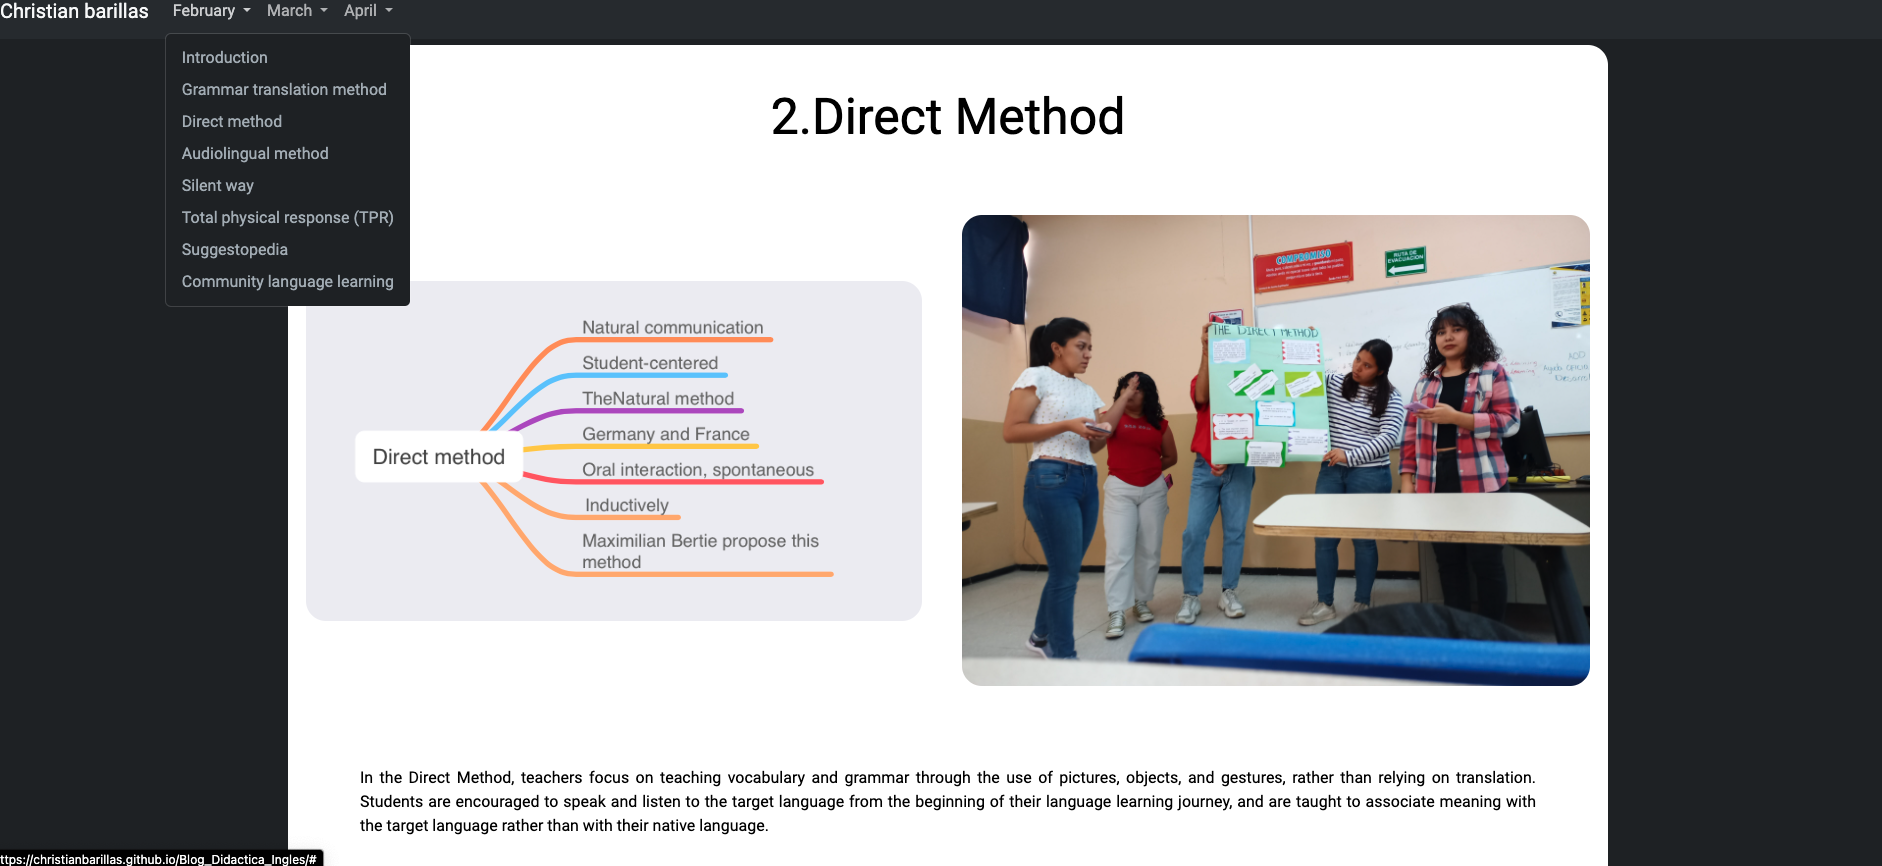 Christian barillas
February
March
April
Introduction
Grammar translation method
Direct method
Audiolingual method
Silent way
Total physical response (TPR)
Suggestopedia
Community language learning
2.Direct Method
Direct method
Natural communication
Student-centered
TheNatural method
Germany and France
Oral interaction, spontaneous
Inductively
Maximilian Bertie propose this
method
COMPROMISO
RUTA DE
EVACUACIÓN
THE DIRECT METHOD
In the Direct Method, teachers focus on teaching vocabulary and grammar through the use of pictures, objects, and gestures, rather than relying on translation.
Students are encouraged to speak and listen to the target language from the beginning of their language learning journey, and are taught to associate meaning with
the target language rather than with their native language.
ttps://christianbarillas.github.io/Blog_Didactica_Ingles/#